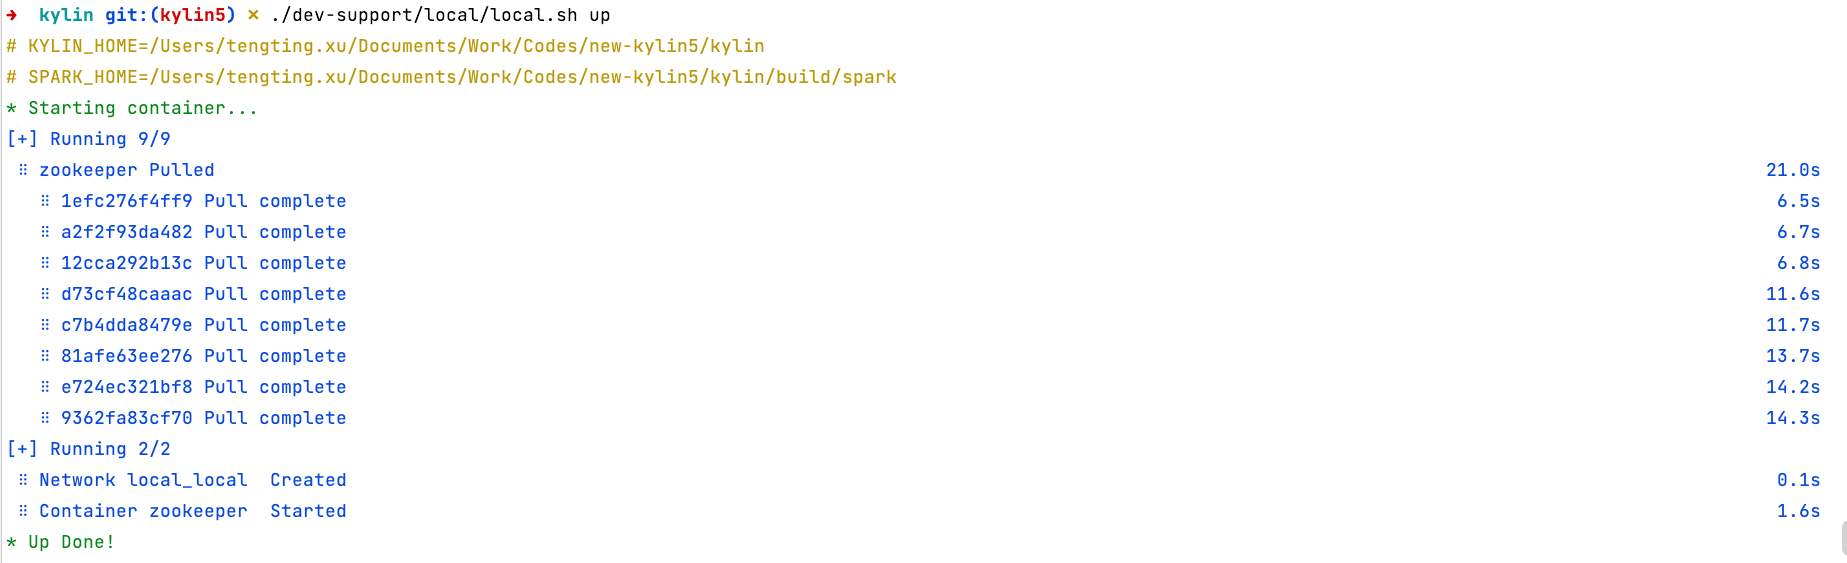 ➜  kylin git:(kylin5) ✗ ./dev-support/local/local.sh up
# KYLIN_HOME=/Users/tengting.xu/Documents/Work/Codes/new-kylin5/kylin
# SPARK_HOME=/Users/tengting.xu/Documents/Work/Codes/new-kylin5/kylin/build/spark
* Starting container...
[+] Running 9/9
 ⠿ zookeeper Pulled 21.0s
   ⠿ 1efc276f4ff9 Pull complete 6.5s
   ⠿ a2f2f93da482 Pull complete 6.7s
   ⠿ 12cca292b13c Pull complete 6.8s
   ⠿ d73cf48caaac Pull complete 11.6s
   ⠿ c7b4dda8479e Pull complete 11.7s
   ⠿ 81afe63ee276 Pull complete 13.7s
   ⠿ e724ec321bf8 Pull complete 14.2s
   ⠿ 9362fa83cf70 Pull complete 14.3s
[+] Running 2/2
 ⠿ Network local_local  Created 0.1s
 ⠿ Container zookeeper  Started 1.6s
* Up Done!